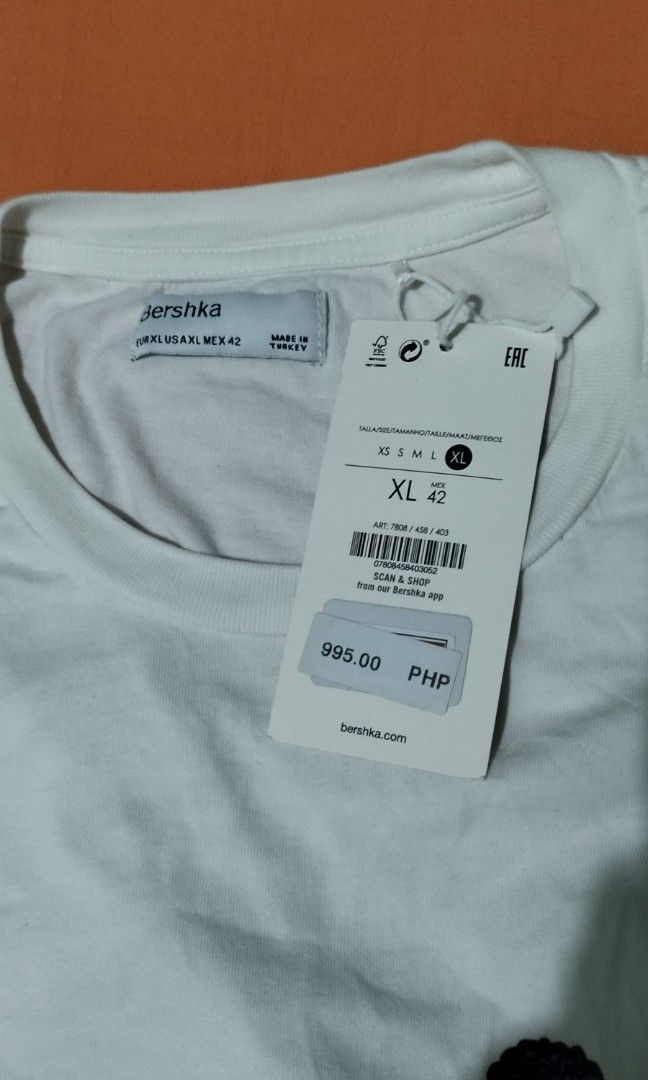 Bershka
EUR XL USA XL MEX 42
MADE IN
TURKEY
FSC
EAC
TALLA/SIZE/TAMANHO/TAILLE/MAAT/ΜΕΓΕΘΟΣ
XS S M L XL
XL
MEX
42
ART: 7808 / 458 / 403
07808458403052
SCAN & SHOP
from our Bershka app
995.00 PHP
bershka.com